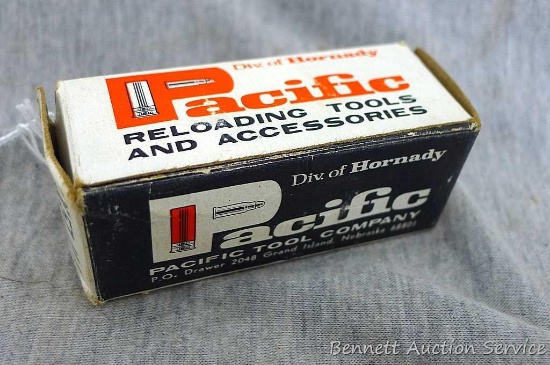 Div. of Hornady
Pacific
RELOADING TOOLS
AND ACCESSORIES
Div. of Hornady
Pacific
PACIFIC TOOL COMPANY
P.O. Drawer 2048 Grand Island, Nebraska 68801
Bennett Auction Service